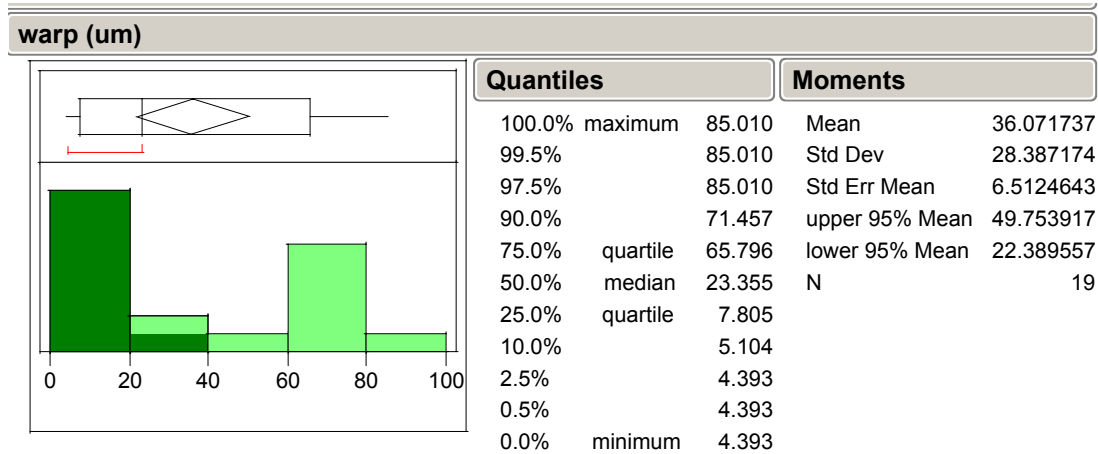 warp (um)
0 20 40 60 80 100
Quantiles
100.0% maximum 85.010
99.5% 85.010
97.5% 85.010
90.0% 71.457
75.0% quartile 65.796
50.0% median 23.355
25.0% quartile 7.805
10.0% 5.104
2.5% 4.393
0.5% 4.393
0.0% minimum 4.393
Moments
Mean 36.071737
Std Dev 28.387174
Std Err Mean 6.5124643
upper 95% Mean 49.753917
lower 95% Mean 22.389557
N 19